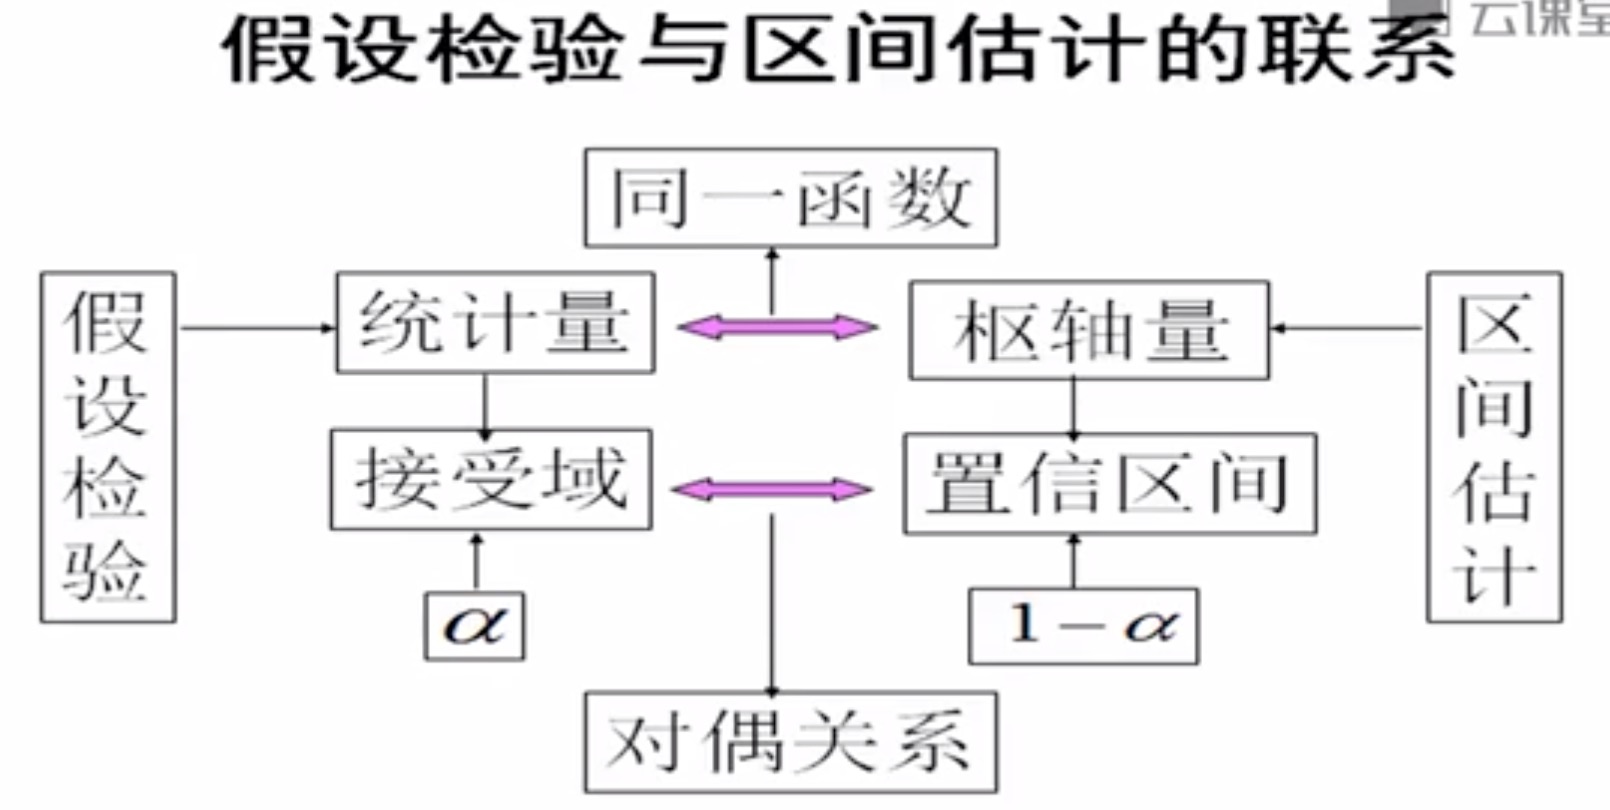 假设检验与区间估计的联系
云课堂
同一函数
假设检验
统计量
枢轴量
区间估计
接受域
置信区间
α
1－α
对偶关系